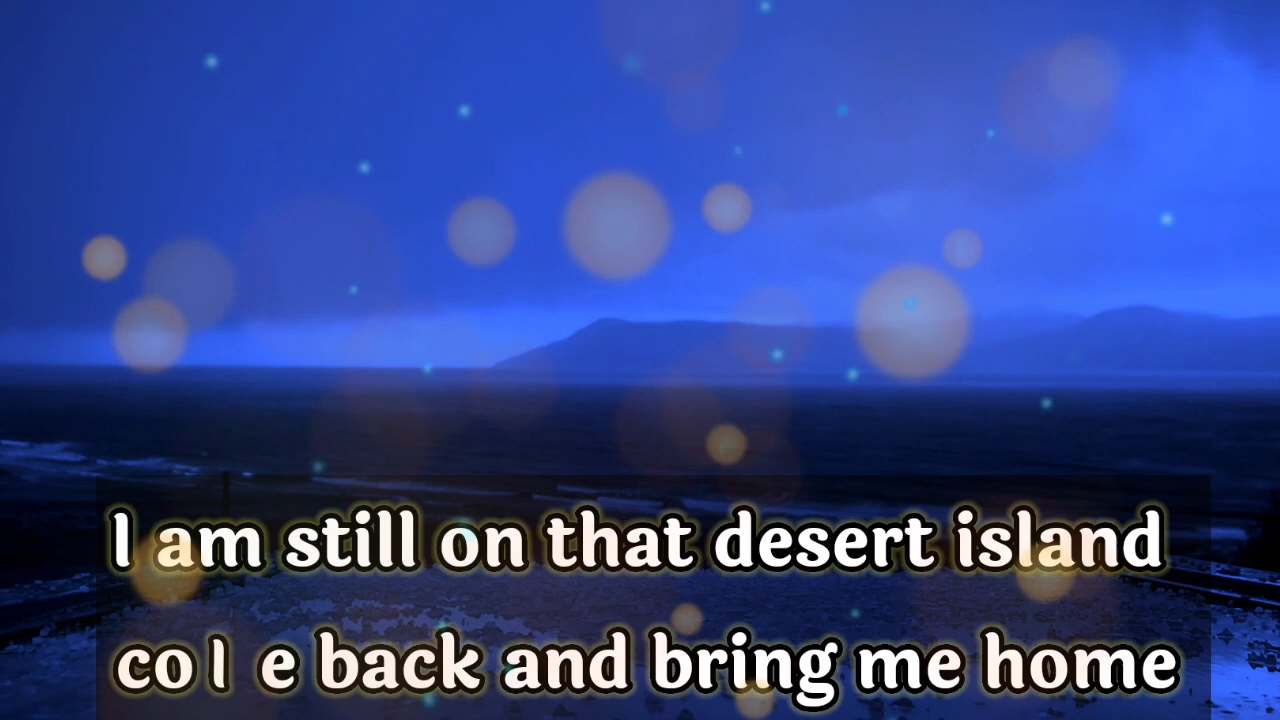 I am still on that desert island
co l e back and bring me home